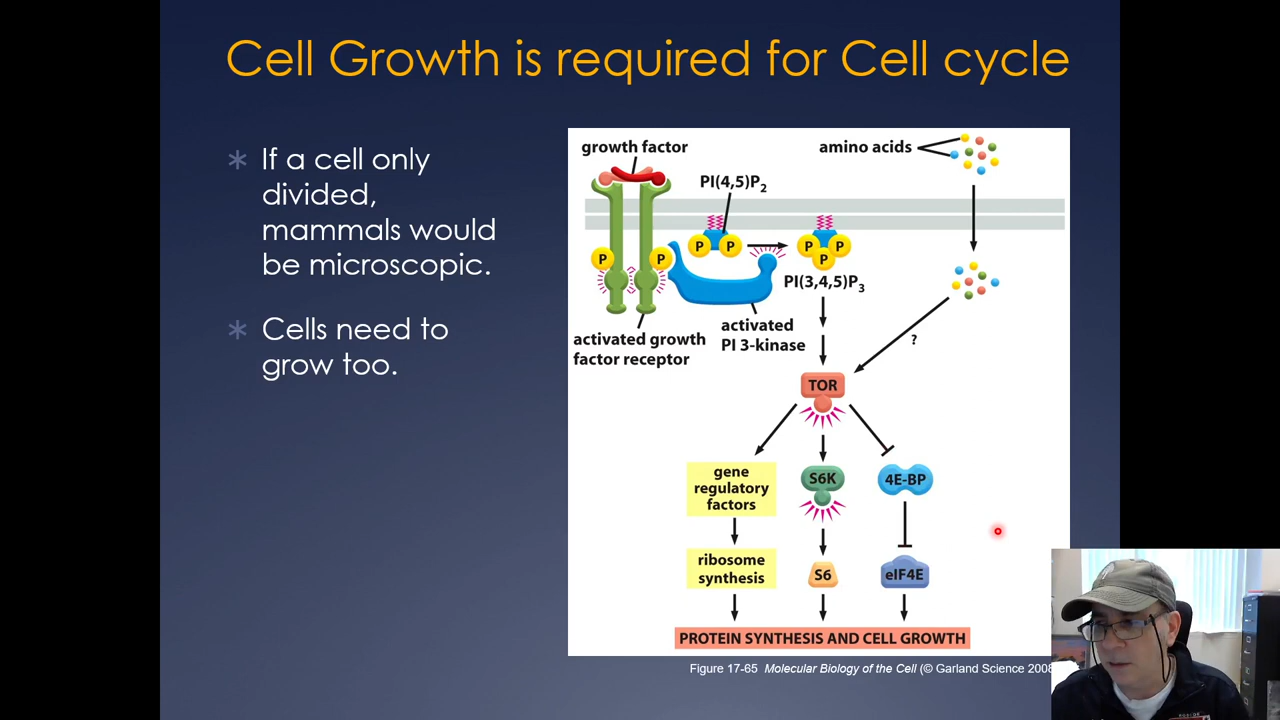 Cell Growth is required for Cell cycle
If a cell only
divided,
mammals would
be microscopic.
Cells need to
grow too.
growth factor
amino acids
PI(4,5)P2
P
P
P
P
P
P
P
PI(3,4,5)P3
activated growth
factor receptor
activated
PI 3-kinase
?
TOR
gene
regulatory
factors
S6K
4E-BP
ribosome
synthesis
S6
eIF4E
PROTEIN SYNTHESIS AND CELL GROWTH
Figure 17-65 Molecular Biology of the Cell (© Garland Science 2008